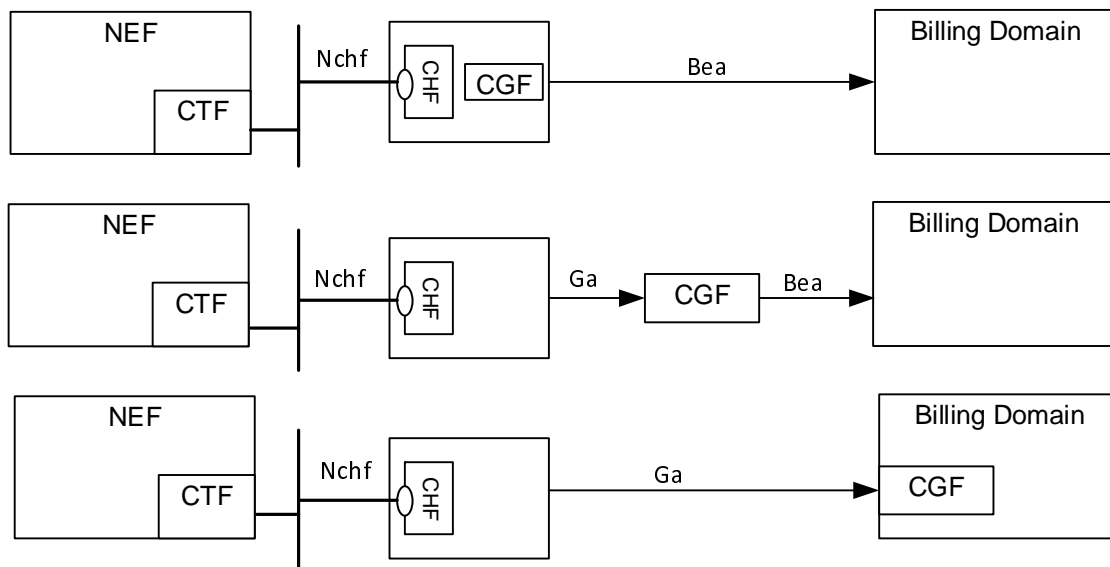 NEF
CTF
Nchf
CHF
CGF
Bea
Billing Domain
NEF
CTF
Nchf
CHF
Ga
CGF
Bea
Billing Domain
NEF
CTF
Nchf
CHF
Ga
Billing Domain
CGF